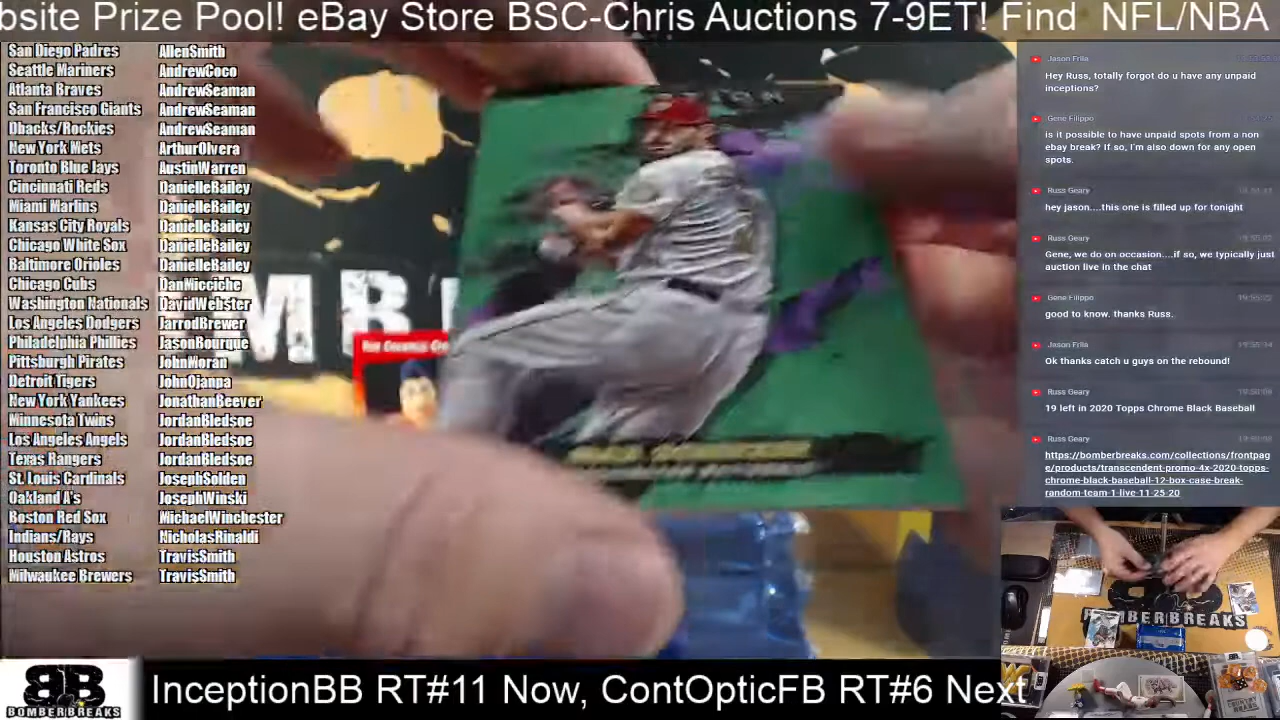 bsite Prize Pool! eBay Store BSC-Chris Auctions 7-9ET! Find NFL/NBA
San Diego Padres AllenSmith
Seattle Mariners AndrewCoco
Atlanta Braves AndrewSeaman
San Francisco Giants AndrewSeaman
Dbacks/Rockies AndrewSeaman
New York Mets ArthurOlvera
Toronto Blue Jays AustinWarren
Cincinnati Reds DanielleBailey
Miami Marlins DanielleBailey
Kansas City Royals DanielleBailey
Chicago White Sox DanielleBailey
Baltimore Orioles DanielleBailey
Chicago Cubs DanMicciche
Washington Nationals DavidWebster
Los Angeles Dodgers JarrodBrewer
Philadelphia Phillies JasonBourque
Pittsburgh Pirates JohnMoran
Detroit Tigers JohnOjanpa
New York Yankees JonathanBeever
Minnesota Twins JordanBledsoe
Los Angeles Angels JordanBledsoe
Texas Rangers JordanBledsoe
St. Louis Cardinals JosephSolden
Oakland A's JosephWinski
Boston Red Sox MichaelWinchester
Indians/Rays NicholasRinaldi
Houston Astros TravisSmith
Milwaukee Brewers TravisSmith
Jason Frila
Hey Russ, totally forgot do u have any unpaid
inceptions?
Gene Filippo
is it possible to have unpaid spots from a non
ebay break? If so, I'm also down for any open
spots.
Russ Geary
hey jason....this one is filled up for tonight
Russ Geary
Gene, we do on occasion....if so, we typically just
auction live in the chat
Gene Filippo
good to know. thanks Russ.
Jason Frila
Ok thanks catch u guys on the rebound!
Russ Geary
19 left in 2020 Topps Chrome Black Baseball
Russ Geary
https://bomberbreaks.com/collections/frontpag
e/products/transcendent-promo-4x-2020-topps-
chrome-black-baseball-12-box-case-break-
random-team-1-live-11-25-20
MBERBREAKS
BB
BOMBERBREAKS
InceptionBB RT#11 Now, ContOpticFB RT#6 Next